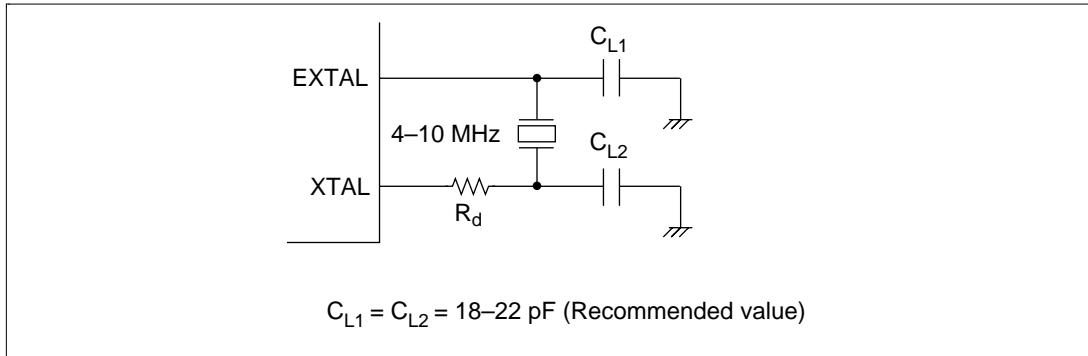 C_L1
EXTAL
4–10 MHz
C_L2
XTAL
R_d
C_L1 = C_L2 = 18–22 pF (Recommended value)